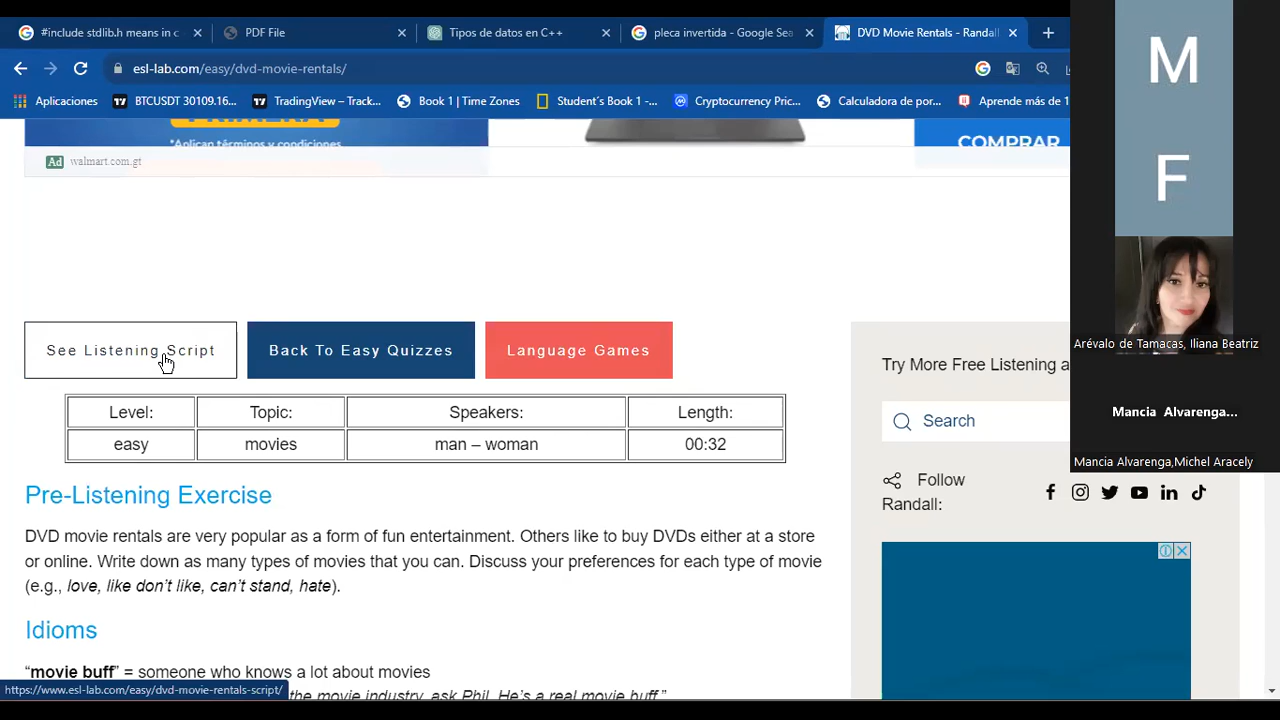 #include stdlib.h means in c
PDF File
Tipos de datos en C++
pleca invertida - Google Sea
DVD Movie Rentals - Randall
esl-lab.com/easy/dvd-movie-rentals/
Aplicaciones
BTCUSDT 30109.16...
TradingView – Track...
Book 1 | Time Zones
Student´s Book 1 -...
Cryptocurrency Pric...
Calculadora de por...
Aprende más de 1
PRIMERA
*Aplican términos y condiciones
COMPRAR
Ad walmart.com.gt
M
F
Arévalo de Tamacas, Iliana Beatriz
Mancia Alvarenga...
Mancia Alvarenga,Michel Aracely
See Listening Script
Back To Easy Quizzes
Language Games
Level: Topic: Speakers: Length:
easy movies man – woman 00:32
Try More Free Listening a
Search
Follow
Randall:
Pre-Listening Exercise
DVD movie rentals are very popular as a form of fun entertainment. Others like to buy DVDs either at a store
or online. Write down as many types of movies that you can. Discuss your preferences for each type of movie
(e.g., love, like don’t like, can’t stand, hate).
Idioms
“movie buff” = someone who knows a lot about movies
the movie industry, ask Phil. He’s a real movie buff.”
https://www.esl-lab.com/easy/dvd-movie-rentals-script/